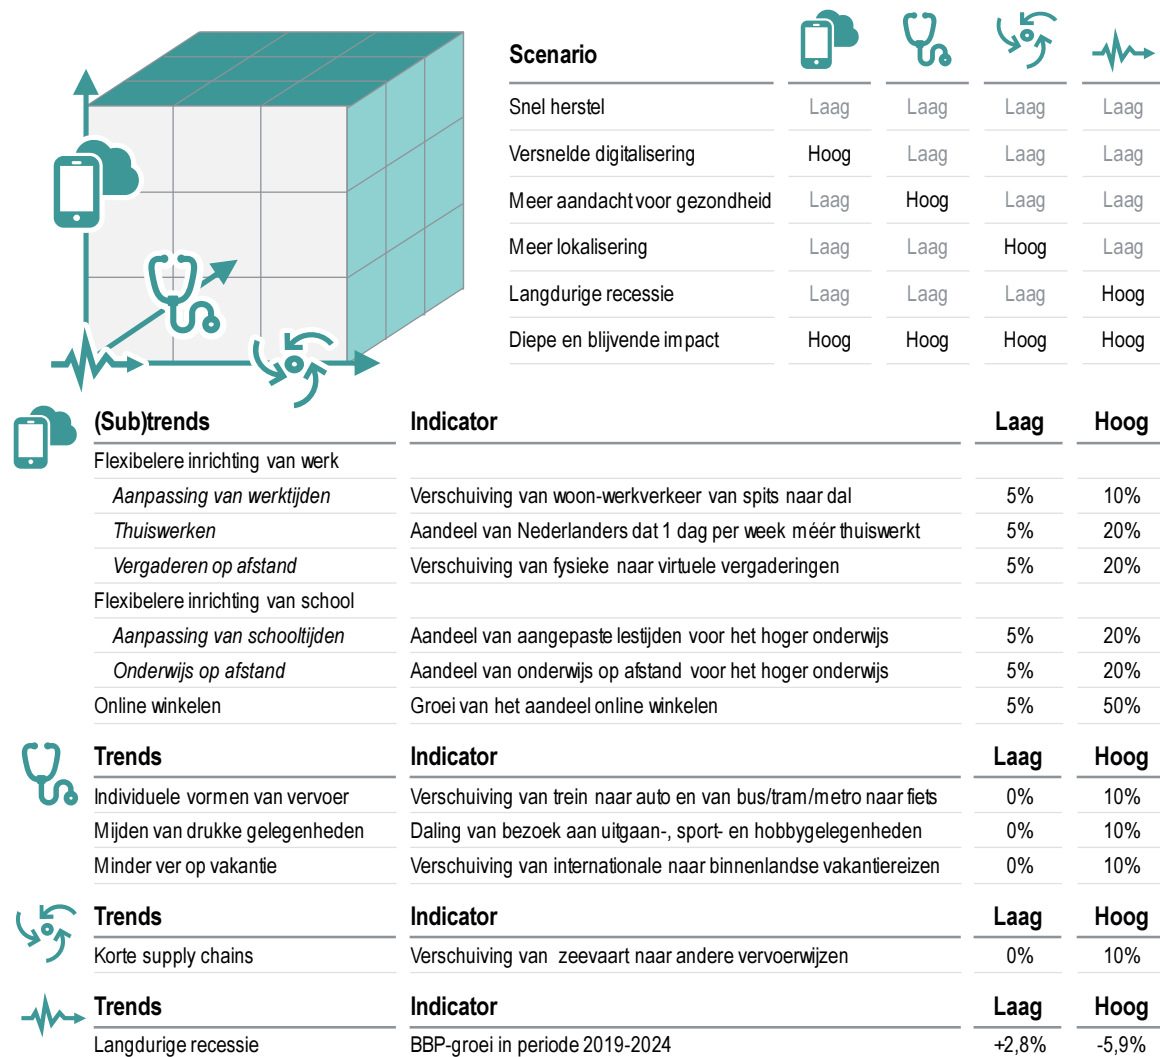 Scenario
Snel herstel Laag Laag Laag Laag
Versnelde digitalisering Hoog Laag Laag Laag
Meer aandacht voor gezondheid Laag Hoog Laag Laag
Meer lokalisering Laag Laag Hoog Laag
Langdurige recessie Laag Laag Laag Hoog
Diepe en blijvende impact Hoog Hoog Hoog Hoog
(Sub)trends Indicator Laag Hoog
Flexibelere inrichting van werk
Aanpassing van werktijden Verschuiving van woon-werkverkeer van spits naar dal 5% 10%
Thuiswerken Aandeel van Nederlanders dat 1 dag per week méér thuiswerkt 5% 20%
Vergaderen op afstand Verschuiving van fysieke naar virtuele vergaderingen 5% 20%
Flexibelere inrichting van school
Aanpassing van schooltijden Aandeel van aangepaste lestijden voor het hoger onderwijs 5% 20%
Onderwijs op afstand Aandeel van onderwijs op afstand voor het hoger onderwijs 5% 20%
Online winkelen Groei van het aandeel online winkelen 5% 50%
Trends Indicator Laag Hoog
Individuele vormen van vervoer Verschuiving van trein naar auto en van bus/tram/metro naar fiets 0% 10%
Mijden van drukke gelegenheden Daling van bezoek aan uitgaan-, sport- en hobbygelegenheden 0% 10%
Minder ver op vakantie Verschuiving van internationale naar binnenlandse vakantiereizen 0% 10%
Trends Indicator Laag Hoog
Korte supply chains Verschuiving van zeevaart naar andere vervoerwijzen 0% 10%
Trends Indicator Laag Hoog
Langdurige recessie BBP-groei in periode 2019-2024 +2,8% -5,9%